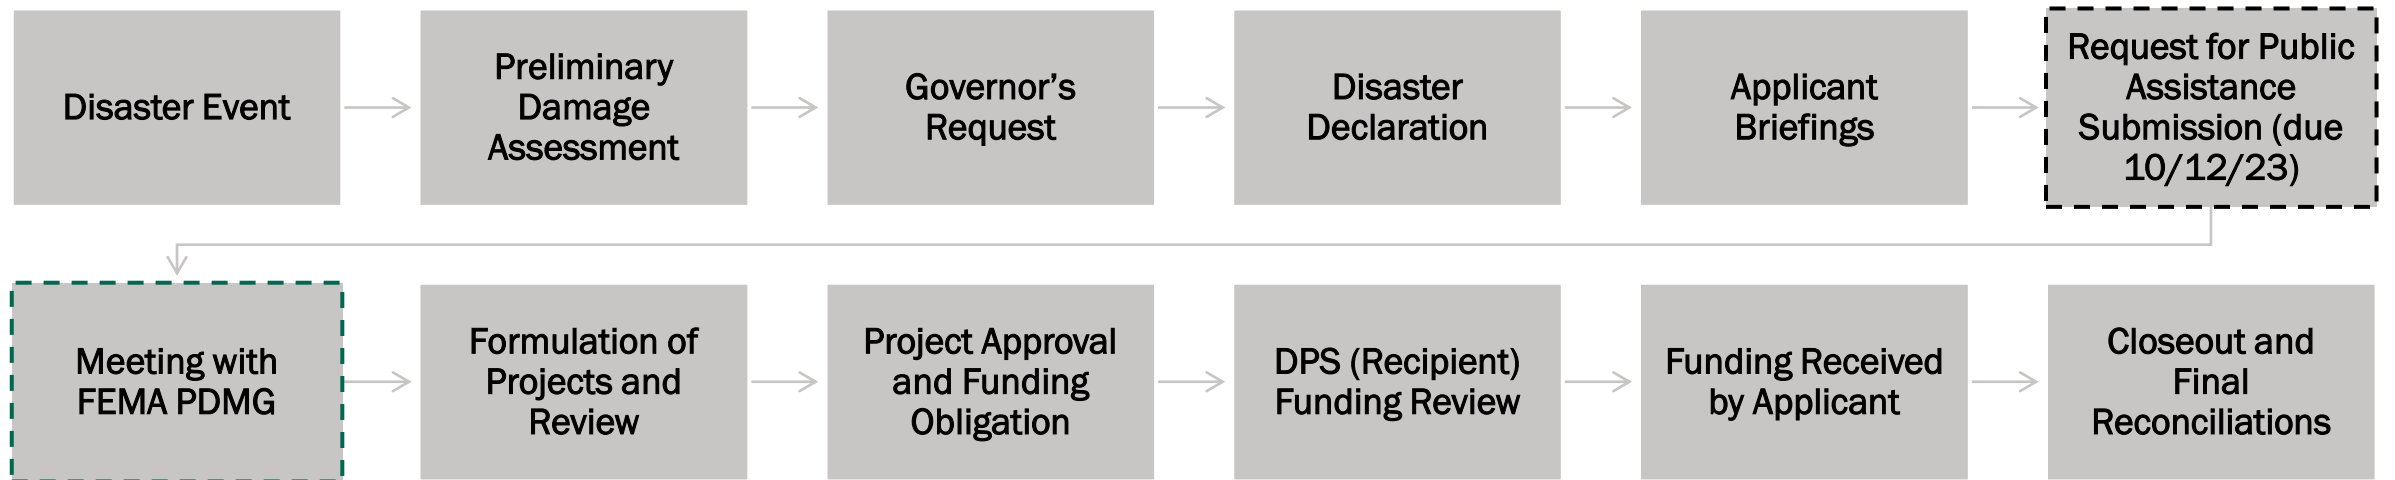 Disaster Event
Preliminary
Damage
Assessment
Governor’s
Request
Disaster
Declaration
Applicant
Briefings
Request for Public
Assistance
Submission (due
10/12/23)
Meeting with
FEMA PDMG
Formulation of
Projects and
Review
Project Approval
and Funding
Obligation
DPS (Recipient)
Funding Review
Funding Received
by Applicant
Closeout and
Final
Reconciliations